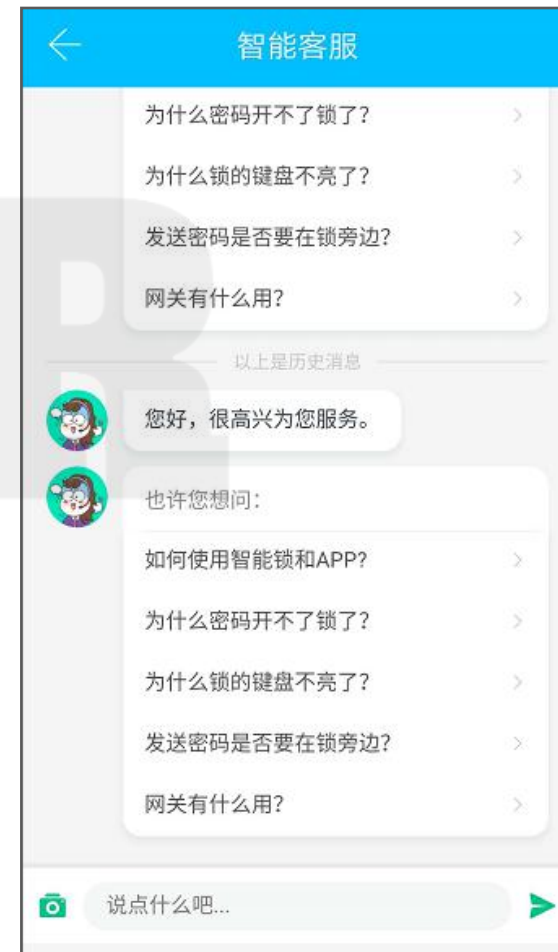 智能客服
为什么密码开不了锁了?
为什么锁的键盘不亮了?
发送密码是否要在锁旁边?
网关有什么用?
以上是历史消息
您好，很高兴为您服务。
也许您想问：
如何使用智能锁和APP?
为什么密码开不了锁了?
为什么锁的键盘不亮了?
发送密码是否要在锁旁边?
网关有什么用?
说点什么吧...